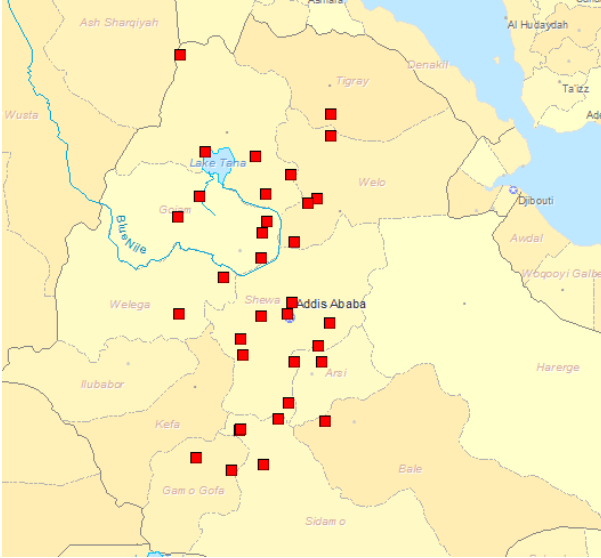 Asmara
Ash Sharqiyah
Al Hudaydah
Denakil
Tigray
Ta'izz
Wusta
Lake Tana
Welo
Djibouti
Gojam
Blue Nile
Awdal
Woqooyi Galbe
Welega
Shewa
Addis Ababa
Harerge
Ilubabor
Arsi
Kefa
Bale
Gamo Gofa
Sidamo